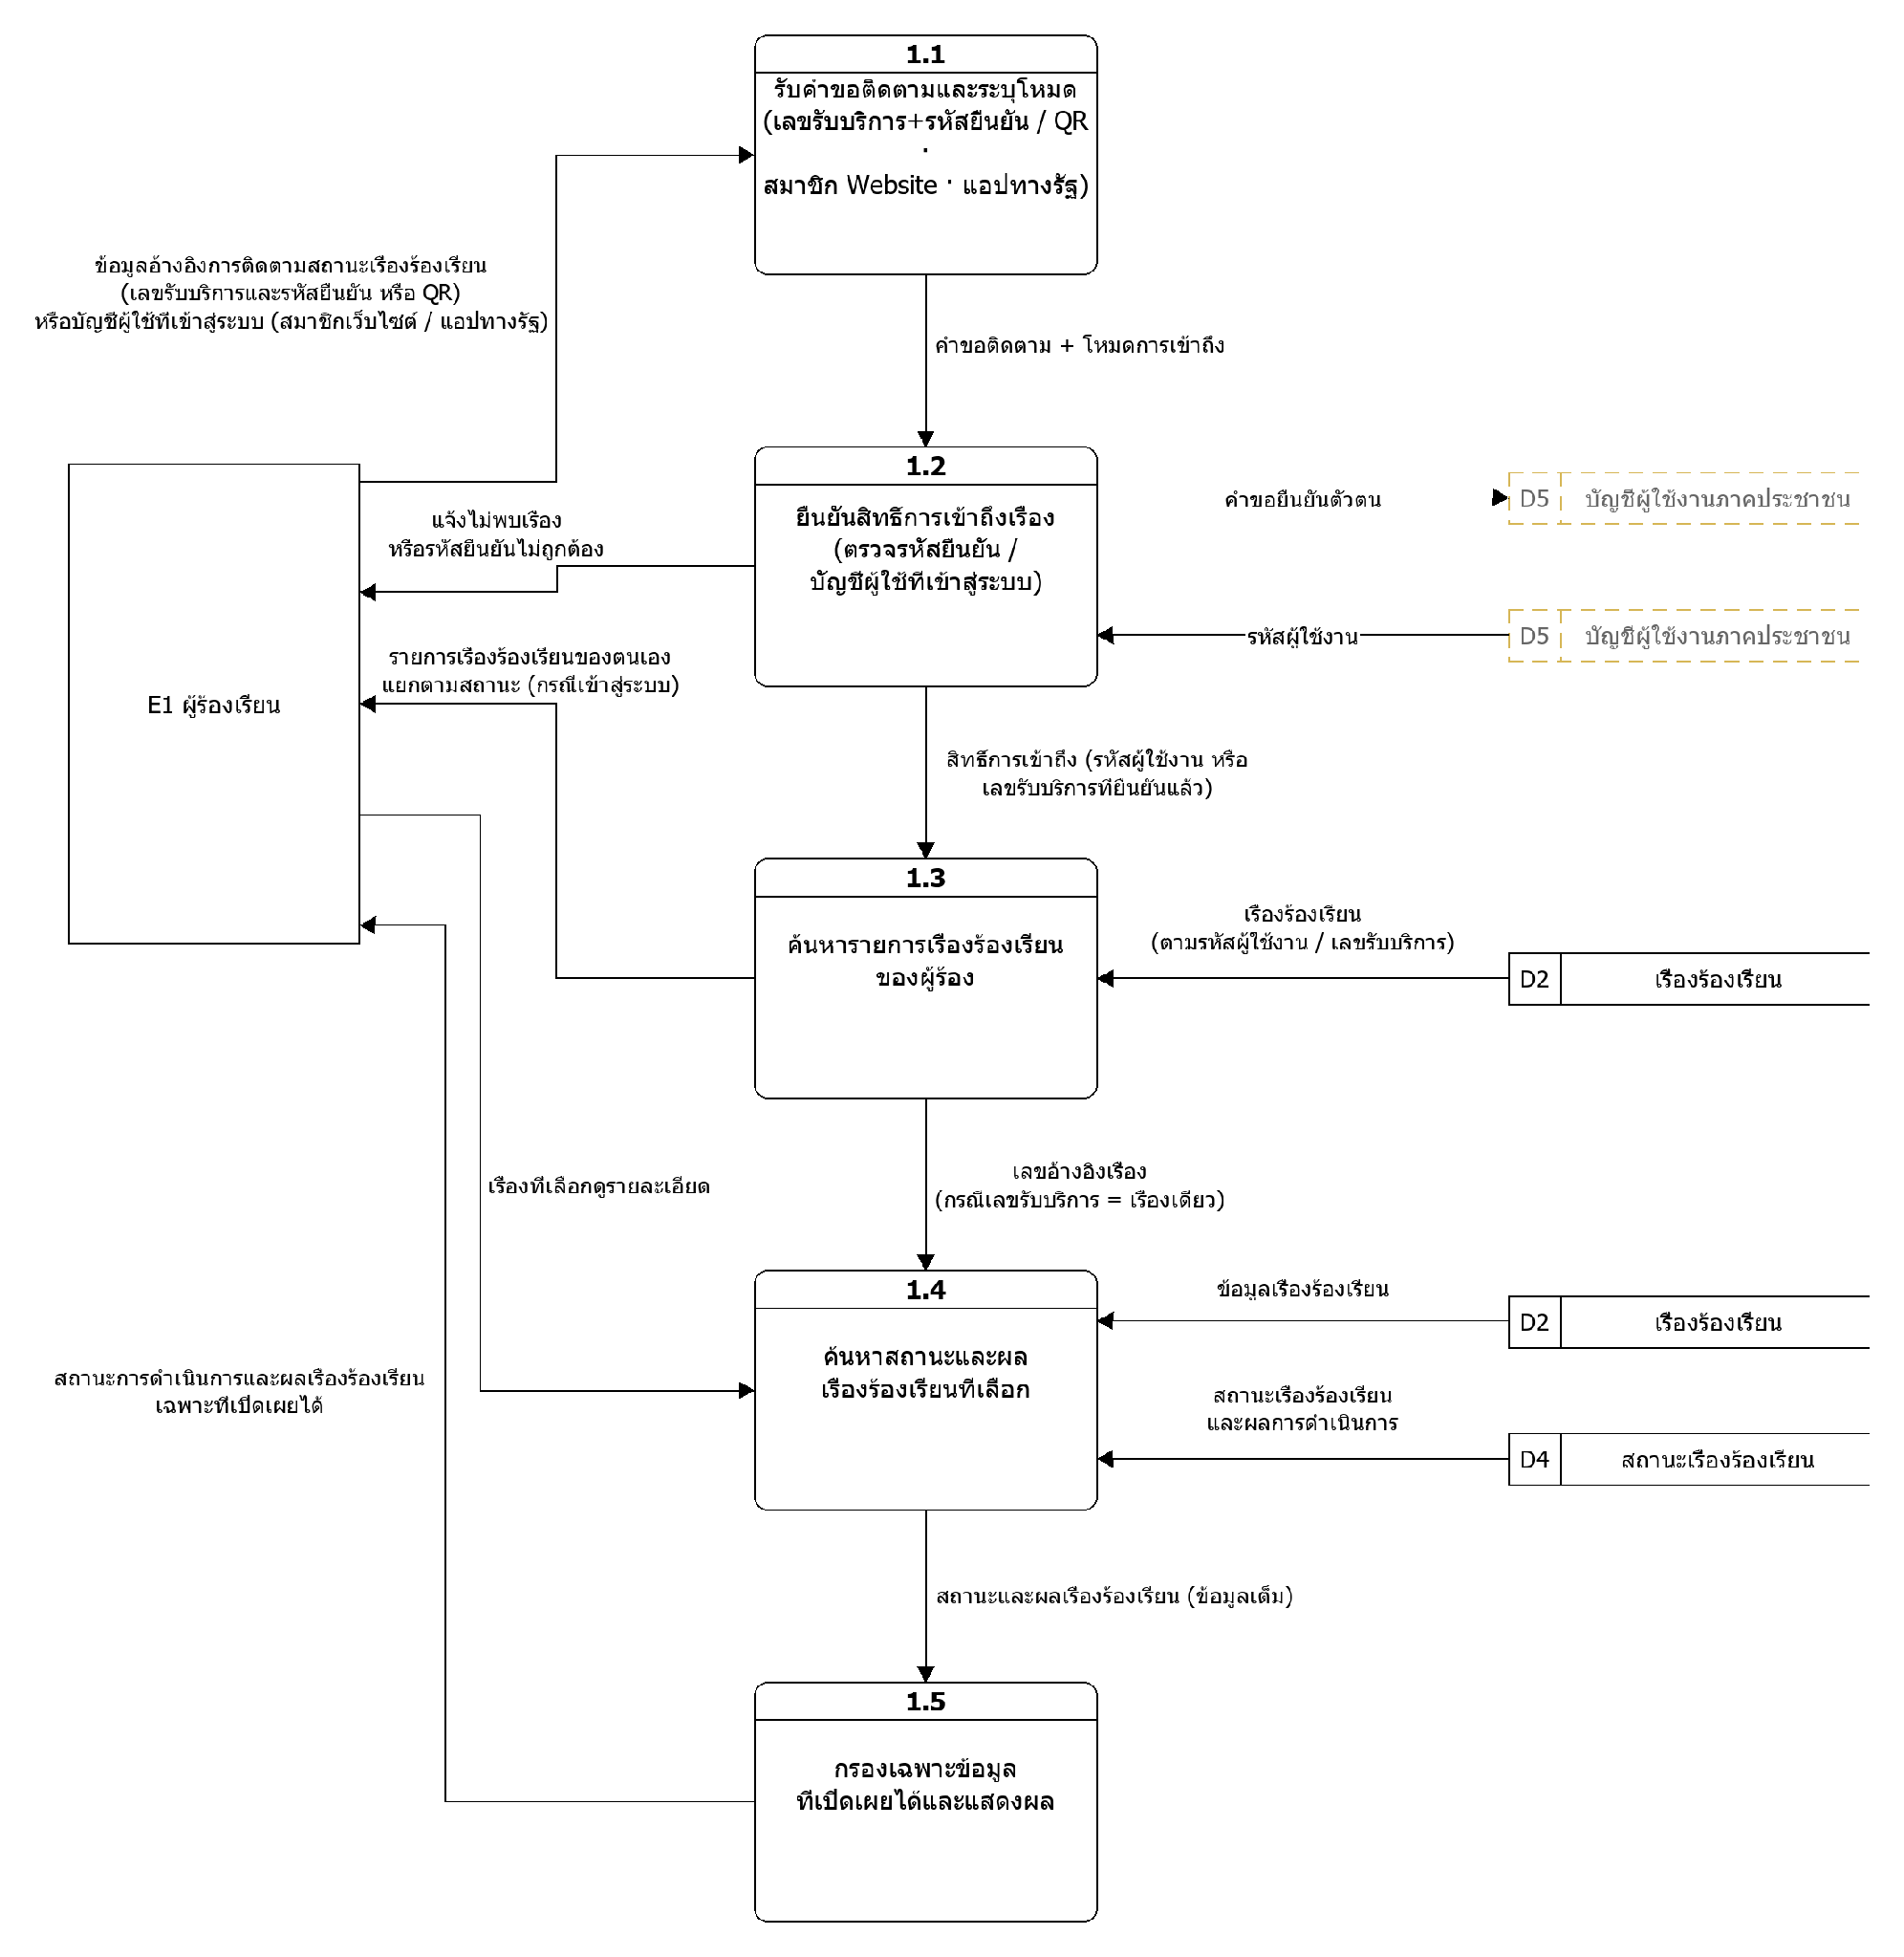 1.1
รับคำขอติดตามและระบุโหมด
(เลขรับบริการ+รหัสยืนยัน / QR
·
สมาชิก Website · แอปทางรัฐ)
ข้อมูลอ้างอิงการติดตามสถานะเรื่องร้องเรียน
(เลขรับบริการและรหัสยืนยัน หรือ QR)
หรือบัญชีผู้ใช้ที่เข้าสู่ระบบ (สมาชิกเว็บไซต์ / แอปทางรัฐ)
คำขอติดตาม + โหมดการเข้าถึง
1.2
ยืนยันสิทธิ์การเข้าถึงเรื่อง
(ตรวจรหัสยืนยัน /
บัญชีผู้ใช้ที่เข้าสู่ระบบ)
คำขอยืนยันตัวตน
D5 บัญชีผู้ใช้งานภาคประชาชน
แจ้งไม่พบเรื่อง
หรือรหัสยืนยันไม่ถูกต้อง
รหัสผู้ใช้งาน
D5 บัญชีผู้ใช้งานภาคประชาชน
รายการเรื่องร้องเรียนของตนเอง
แยกตามสถานะ (กรณีเข้าสู่ระบบ)
E1 ผู้ร้องเรียน
สิทธิ์การเข้าถึง (รหัสผู้ใช้งาน หรือ
เลขรับบริการที่ยืนยันแล้ว)
1.3
ค้นหารายการเรื่องร้องเรียน
ของผู้ร้อง
เรื่องร้องเรียน
(ตามรหัสผู้ใช้งาน / เลขรับบริการ)
D2 เรื่องร้องเรียน
เรื่องที่เลือกดูรายละเอียด
เลขอ้างอิงเรื่อง
(กรณีเลขรับบริการ = เรื่องเดียว)
1.4
ค้นหาสถานะและผล
เรื่องร้องเรียนที่เลือก
ข้อมูลเรื่องร้องเรียน
D2 เรื่องร้องเรียน
สถานะเรื่องร้องเรียน
และผลการดำเนินการ
D4 สถานะเรื่องร้องเรียน
สถานะการดำเนินการและผลเรื่องร้องเรียน
เฉพาะที่เปิดเผยได้
สถานะและผลเรื่องร้องเรียน (ข้อมูลเต็ม)
1.5
กรองเฉพาะข้อมูล
ที่เปิดเผยได้และแสดงผล